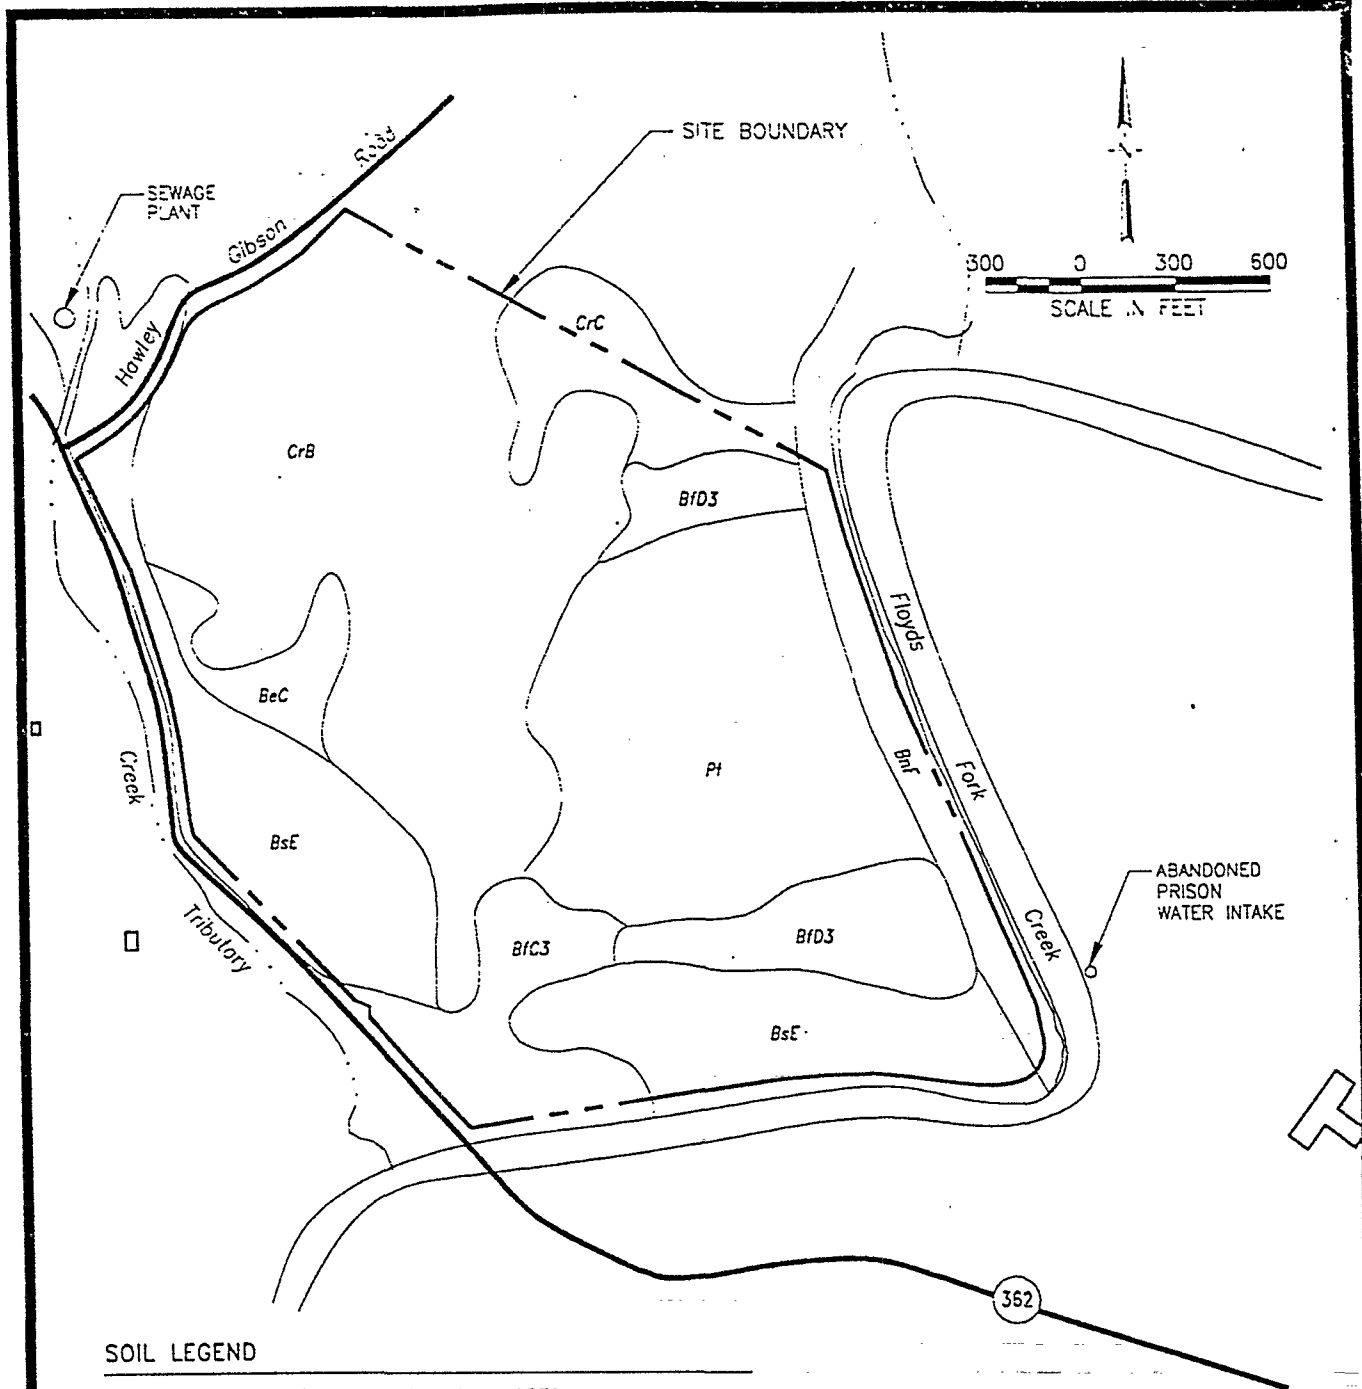 SITE BOUNDARY
SEWAGE
PLANT
Hawley
Gibson
Road
300 0 300 600
SCALE IN FEET
CrC
CrB
BfD3
BeC
Floyds
Fork
Creek
BnF
Pt
BsE
Creek
Tributary
BfC3
BfD3
BsE
ABANDONED
PRISON
WATER INTAKE
362
SOIL LEGEND